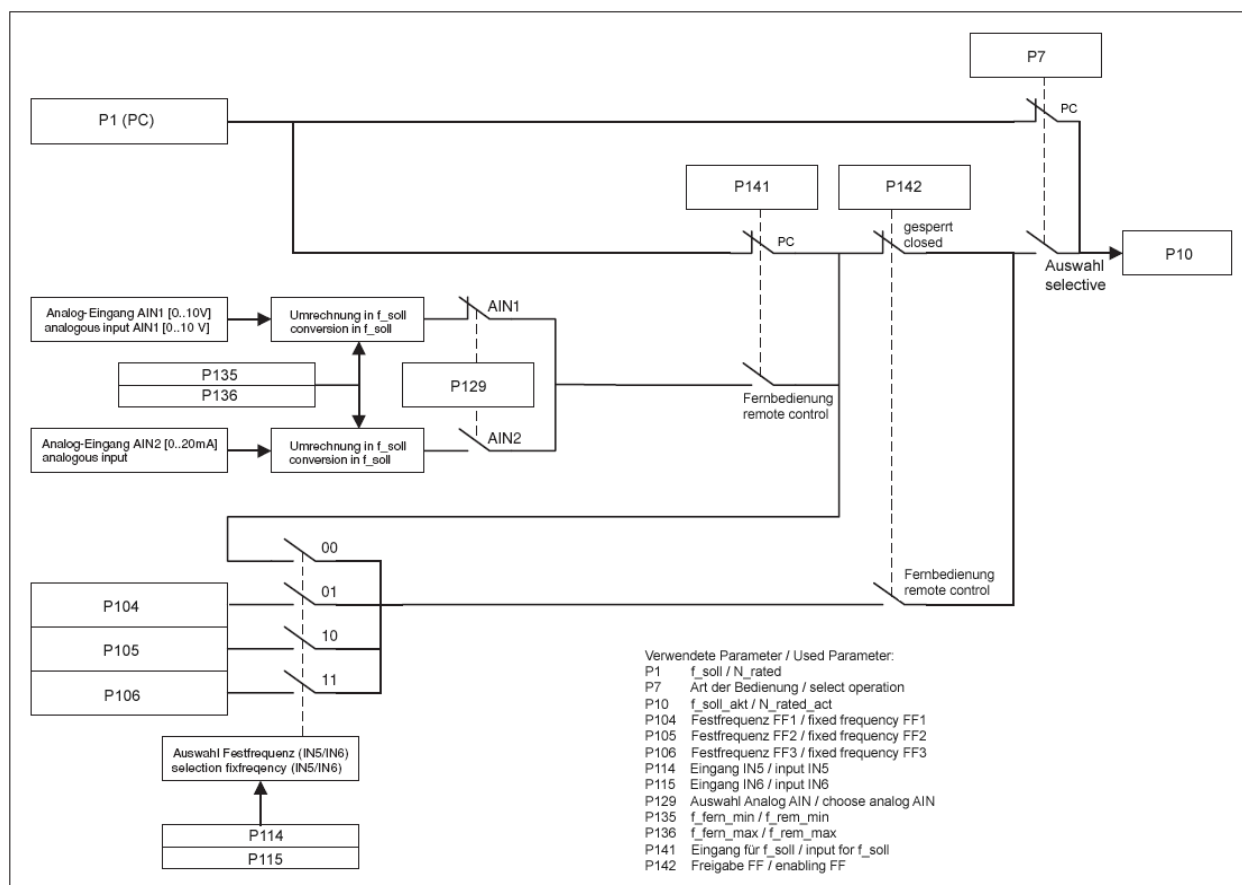 P7
P1 (PC)
PC
P141
P142
PC
gesperrt
closed
P10
Auswahl
selective
Analog-Eingang AIN1 [0..10V]
analogous input AIN1 [0..10 V]
Umrechnung in f_soll
conversion in f_soll
AIN1
P135
P136
P129
Fernbedienung
remote control
Analog-Eingang AIN2 [0..20mA]
analogous input
Umrechnung in f_soll
conversion in f_soll
AIN2
00
01
10
11
P104
P105
P106
Fernbedienung
remote control
Auswahl Festfrequenz (IN5/IN6)
selection fixfreqency (IN5/IN6)
P114
P115
Verwendete Parameter / Used Parameter:
P1 f_soll / N_rated
P7 Art der Bedienung / select operation
P10 f_soll_akt / N_rated_act
P104 Festfrequenz FF1 / fixed frequency FF1
P105 Festfrequenz FF2 / fixed frequency FF2
P106 Festfrequenz FF3 / fixed frequency FF3
P114 Eingang IN5 / input IN5
P115 Eingang IN6 / input IN6
P129 Auswahl Analog AIN / choose analog AIN
P135 f_fern_min / f_rem_min
P136 f_fern_max / f_rem_max
P141 Eingang für f_soll / input for f_soll
P142 Freigabe FF / enabling FF